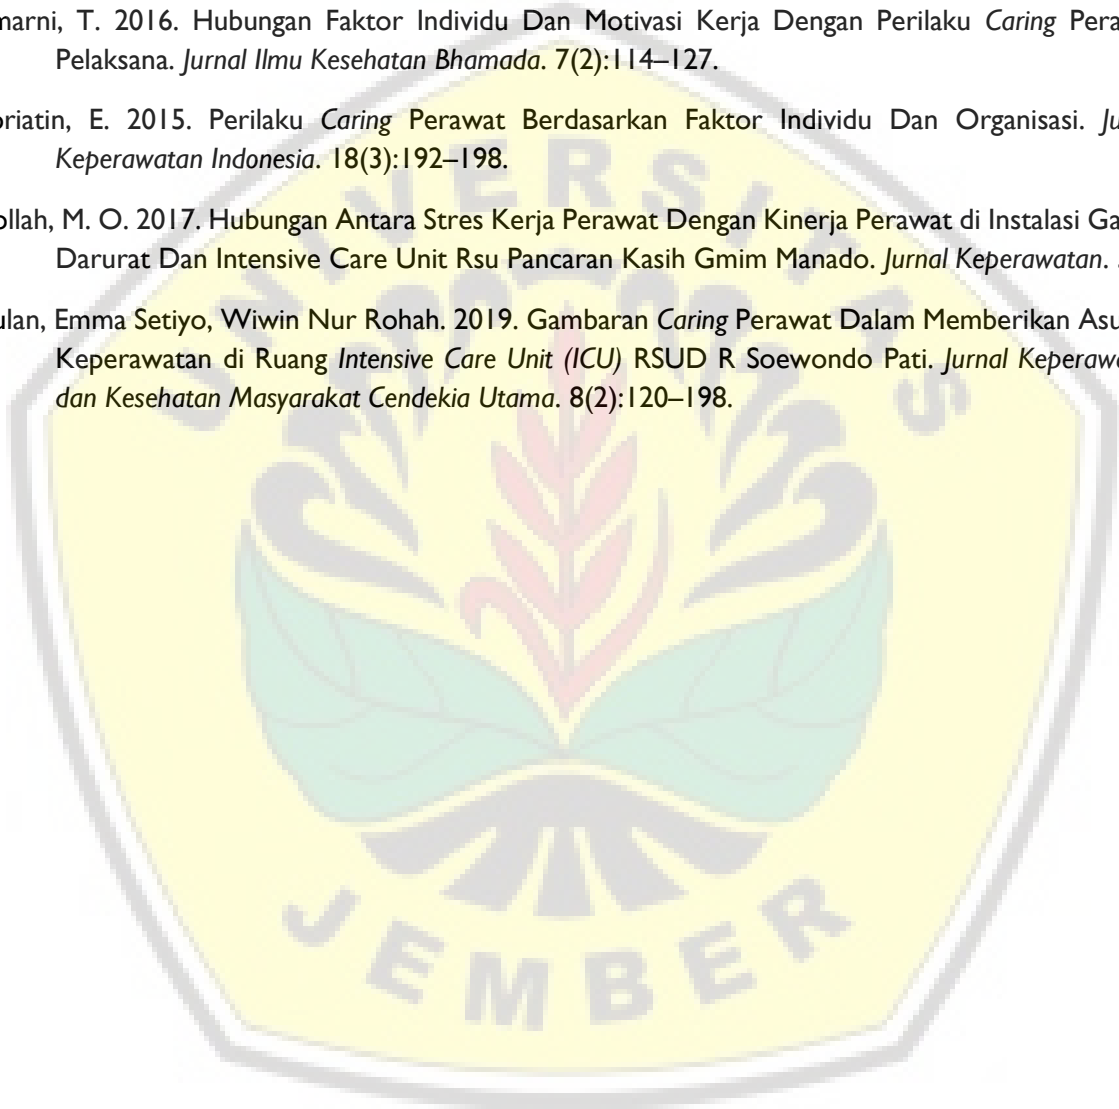 marni, T. 2016. Hubungan Faktor Individu Dan Motivasi Kerja Dengan Perilaku Caring Pera
Pelaksana. Jurnal Ilmu Kesehatan Bhamada. 7(2):114–127.
oriatin, E. 2015. Perilaku Caring Perawat Berdasarkan Faktor Individu Dan Organisasi. Ju
Keperawatan Indonesia. 18(3):192–198.
ollah, M. O. 2017. Hubungan Antara Stres Kerja Perawat Dengan Kinerja Perawat di Instalasi Ga
Darurat Dan Intensive Care Unit Rsu Pancaran Kasih Gmim Manado. Jurnal Keperawatan.
ulan, Emma Setiyo, Wiwin Nur Rohah. 2019. Gambaran Caring Perawat Dalam Memberikan Asu
Keperawatan di Ruang Intensive Care Unit (ICU) RSUD R Soewondo Pati. Jurnal Keperawa
dan Kesehatan Masyarakat Cendekia Utama. 8(2):120–198.
UNIVERSITAS
JEMBER